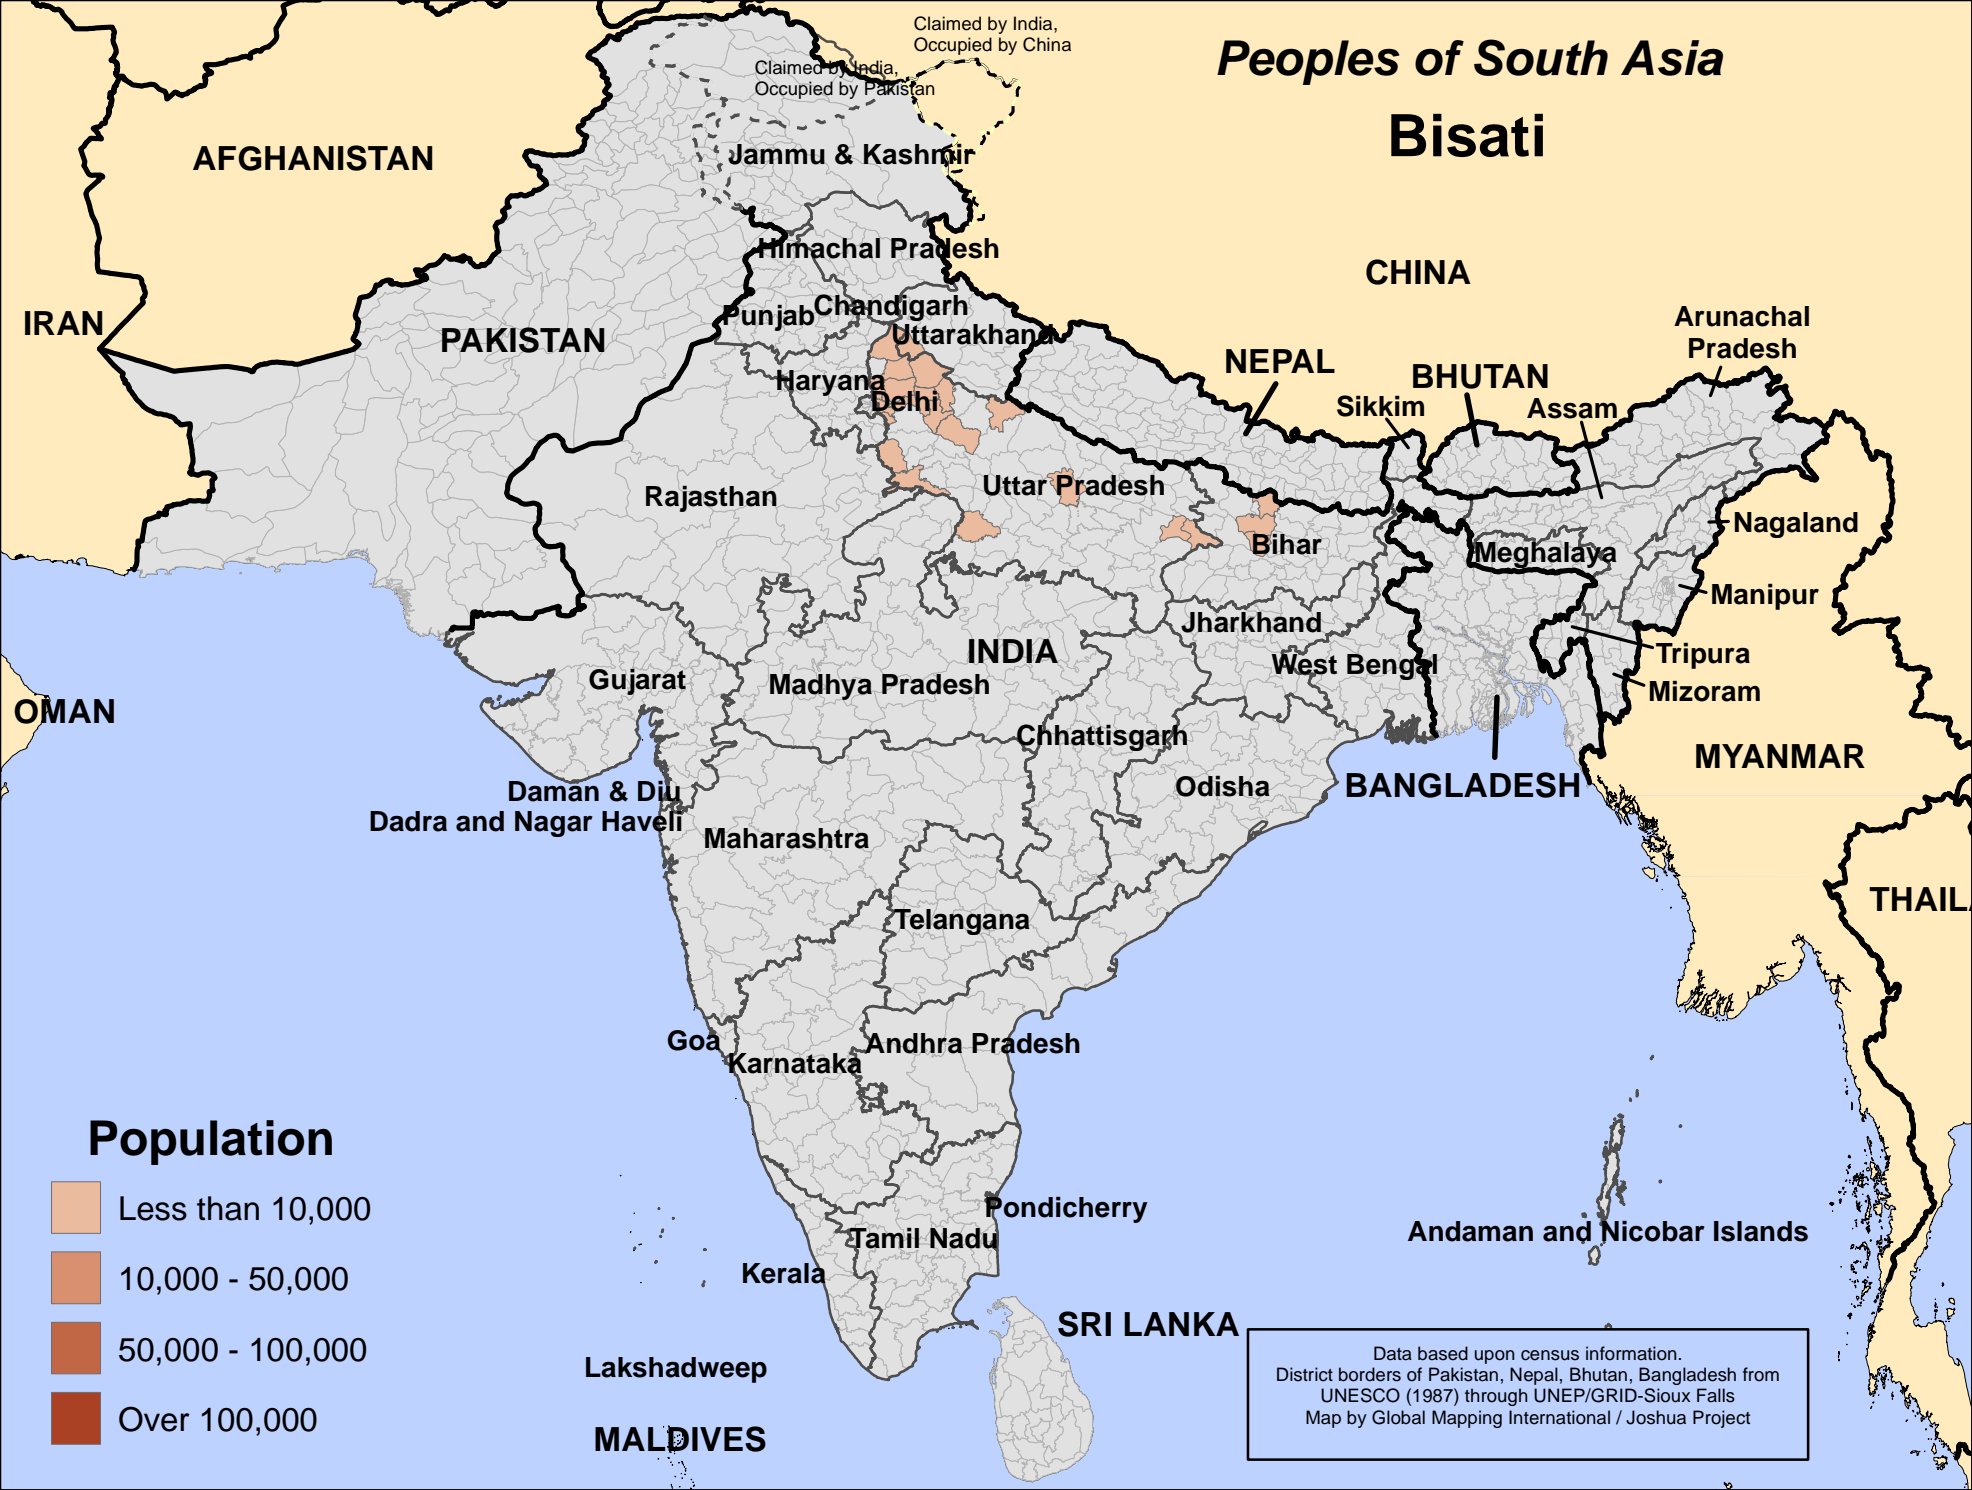 Claimed by India,
Occupied by China
Peoples of South Asia
Bisati
Claimed by India,
Occupied by Pakistan
AFGHANISTAN
Jammu & Kashmir
Himachal Pradesh
CHINA
IRAN
PAKISTAN
Punjab
Chandigarh
Uttarakhand
Arunachal
Pradesh
NEPAL
BHUTAN
Haryana
Delhi
Sikkim
Assam
Rajasthan
Uttar Pradesh
Nagaland
Bihar
Meghalaya
Manipur
Jharkhand
INDIA
Tripura
West Bengal
Gujarat
Madhya Pradesh
Mizoram
OMAN
Chhattisgarh
MYANMAR
Odisha
BANGLADESH
Daman & Diu
Dadra and Nagar Haveli
Maharashtra
THAIL
Telangana
Goa
Karnataka
Andhra Pradesh
Population
Less than 10,000
10,000 - 50,000
50,000 - 100,000
Over 100,000
Pondicherry
Tamil Nadu
Andaman and Nicobar Islands
Kerala
SRI LANKA
Lakshadweep
MALDIVES
Data based upon census information.
District borders of Pakistan, Nepal, Bhutan, Bangladesh from
UNESCO (1987) through UNEP/GRID-Sioux Falls
Map by Global Mapping International / Joshua Project